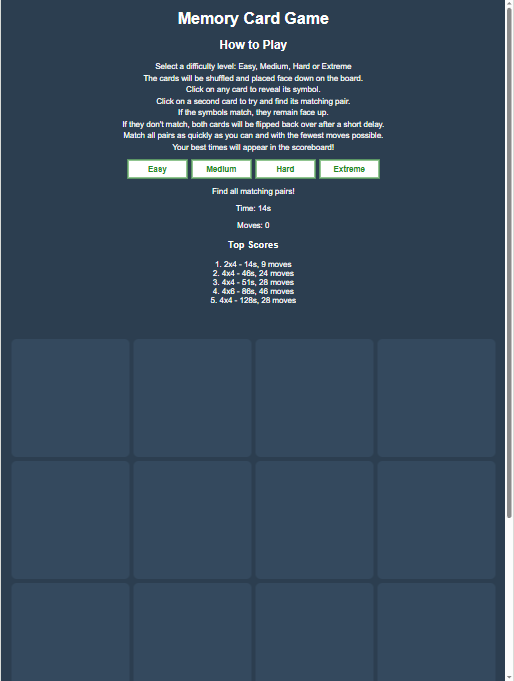 Memory Card Game
How to Play
Select a difficulty level: Easy, Medium, Hard or Extreme
The cards will be shuffled and placed face down on the board.
Click on any card to reveal its symbol.
Click on a second card to try and find its matching pair.
If the symbols match, they remain face up.
If they don't match, both cards will be flipped back over after a short delay.
Match all pairs as quickly as you can and with the fewest moves possible.
Your best times will appear in the scoreboard!
Easy Medium Hard Extreme
Find all matching pairs!
Time: 14s
Moves: 0
Top Scores
1. 2x4 - 14s, 9 moves
2. 4x4 - 46s, 24 moves
3. 4x4 - 51s, 28 moves
4. 4x6 - 86s, 46 moves
5. 4x4 - 128s, 28 moves